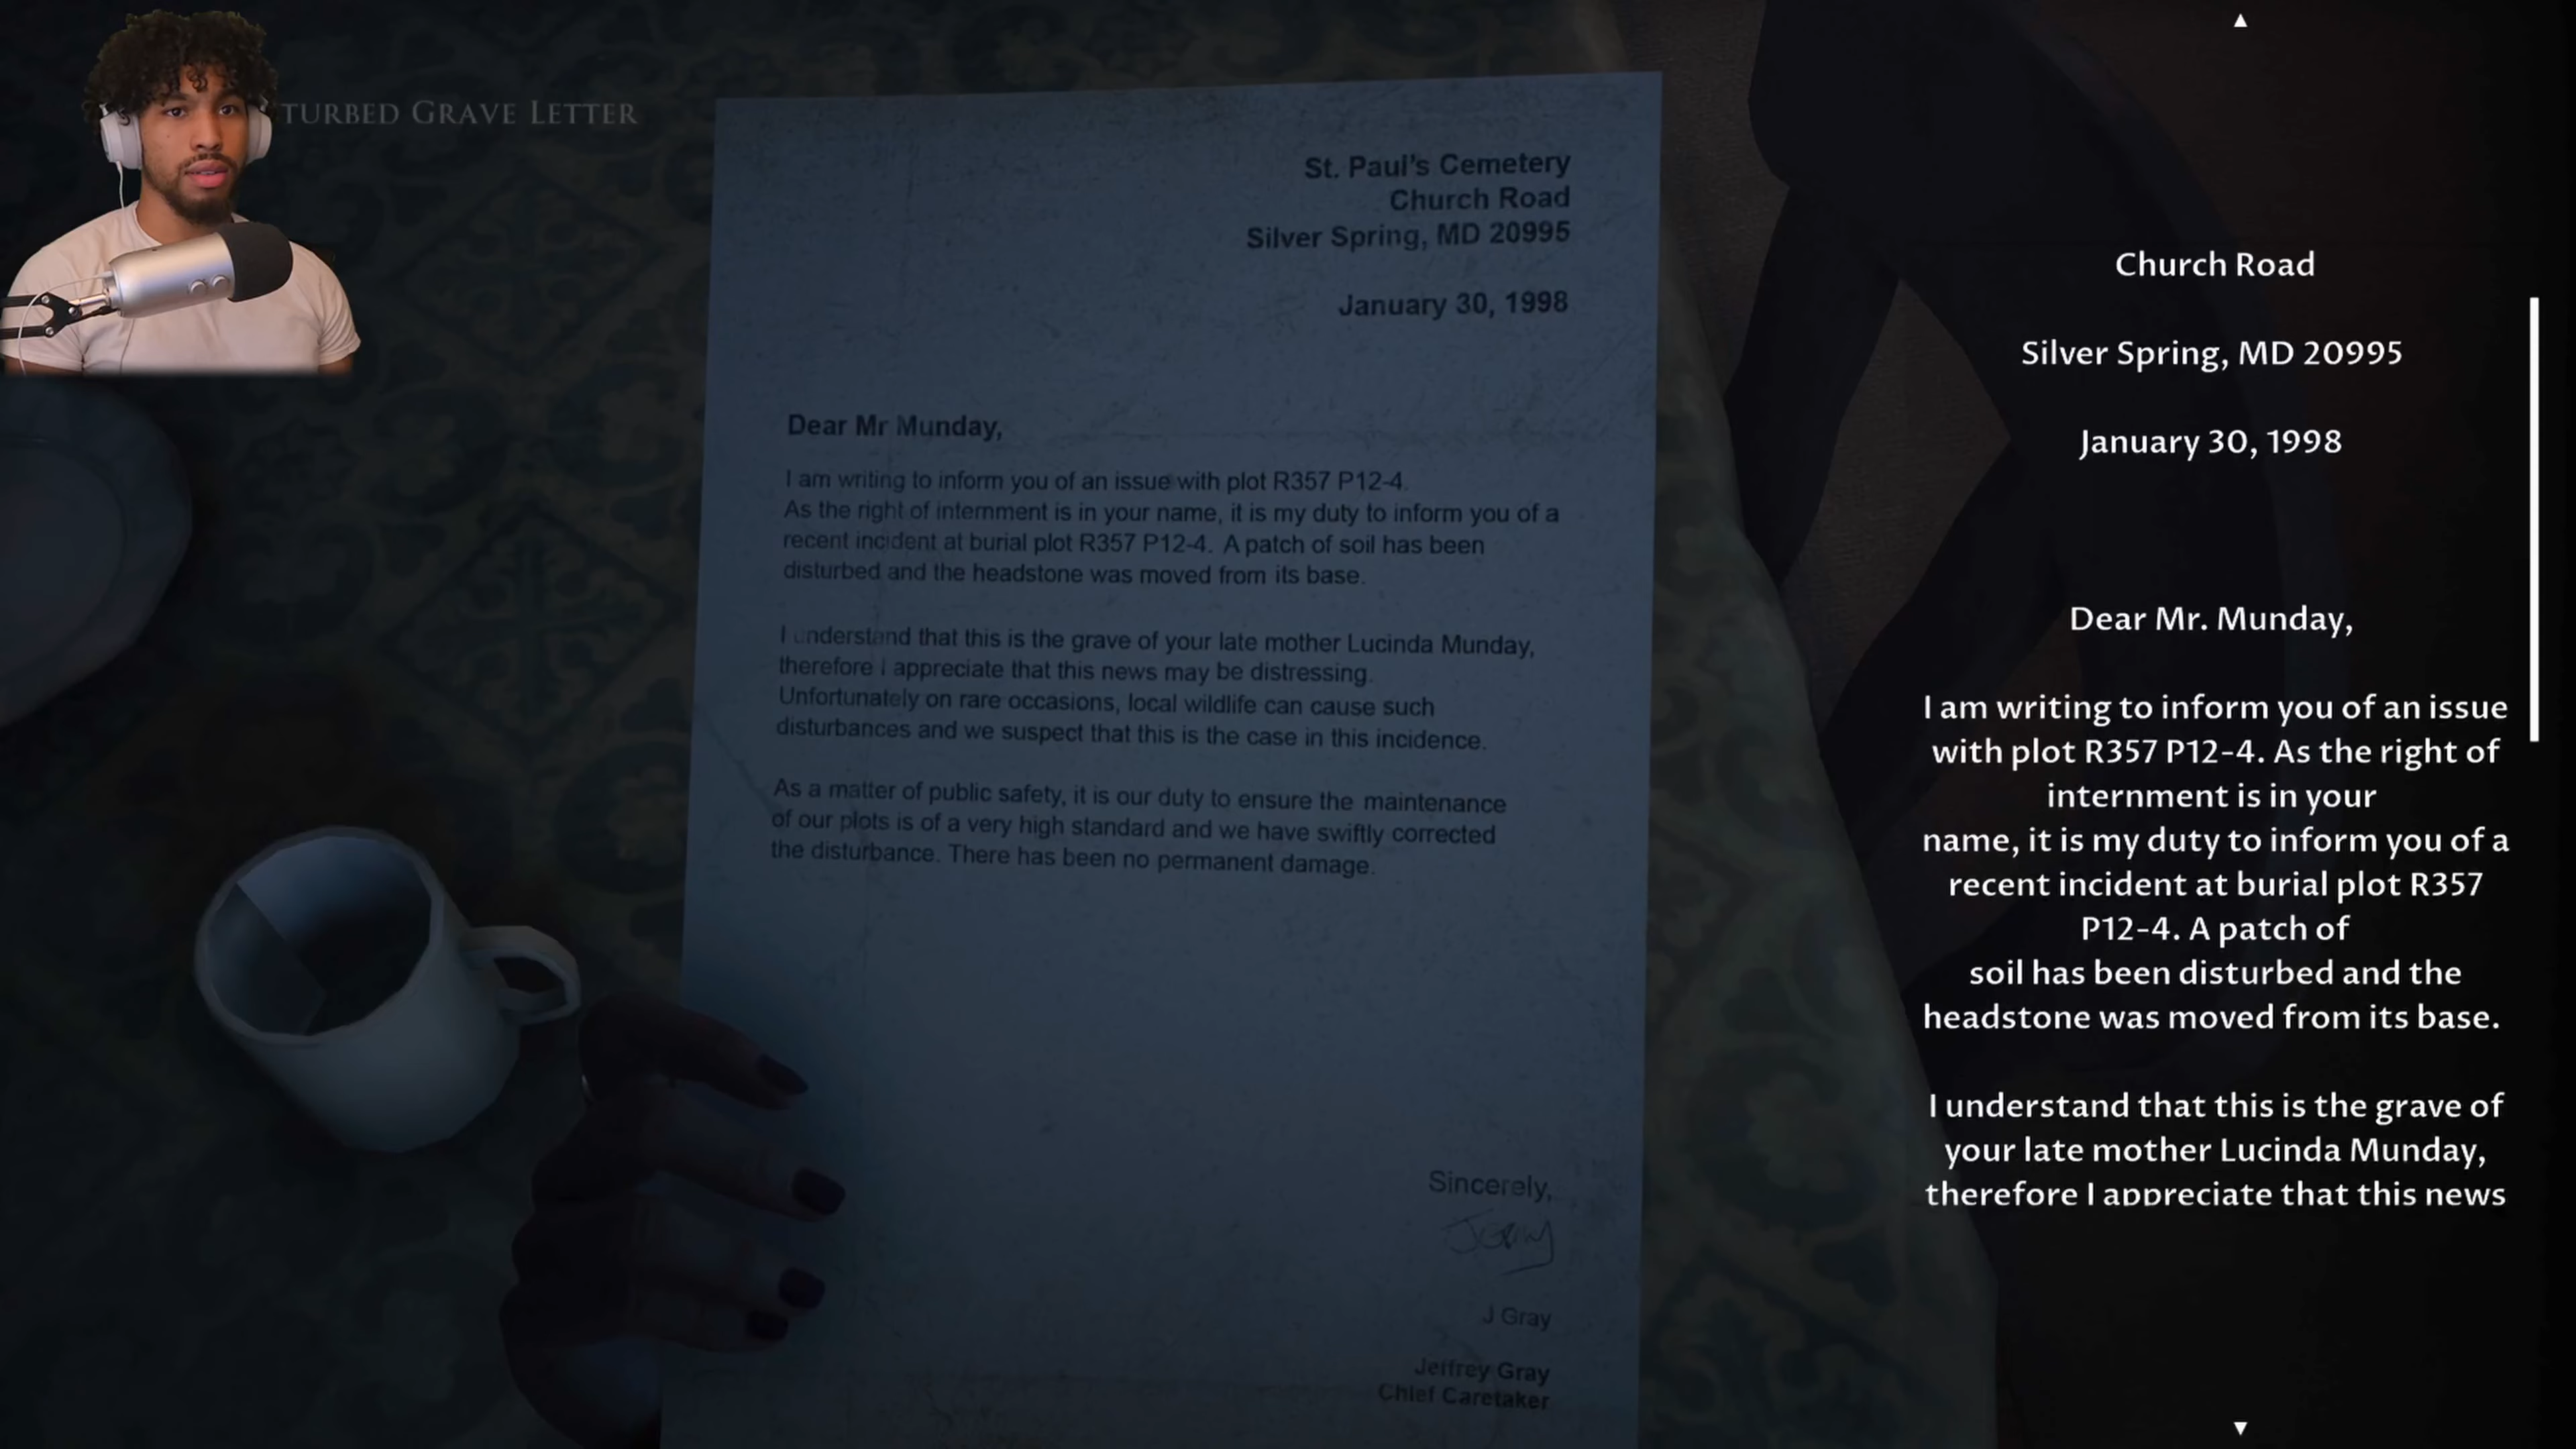 TURBED GRAVE LETTER
St. Paul's Cemetery
Church Road
Silver Spring, MD 20995
January 30, 1998
Dear Mr Munday,
I am writing to inform you of an issue with plot R357 P12-4.
As the right of internment is in your name, it is my duty to inform you of a
recent incident at burial plot R357 P12-4. A patch of soil has been
disturbed and the headstone was moved from its base.
I understand that this is the grave of your late mother Lucinda Munday,
therefore I appreciate that this news may be distressing.
Unfortunately on rare occasions, local wildlife can cause such
disturbances and we suspect that this is the case in this incidence.
As a matter of public safety, it is our duty to ensure the maintenance
of our plots is of a very high standard and we have swiftly corrected
the disturbance. There has been no permanent damage.
Sincerely,
JGray
J Gray
Jeffrey Gray
Chief Caretaker
Church Road
Silver Spring, MD 20995
January 30, 1998
Dear Mr. Munday,
I am writing to inform you of an issue
with plot R357 P12-4. As the right of
internment is in your
name, it is my duty to inform you of a
recent incident at burial plot R357
P12-4. A patch of
soil has been disturbed and the
headstone was moved from its base.
I understand that this is the grave of
your late mother Lucinda Munday,
therefore I appreciate that this news